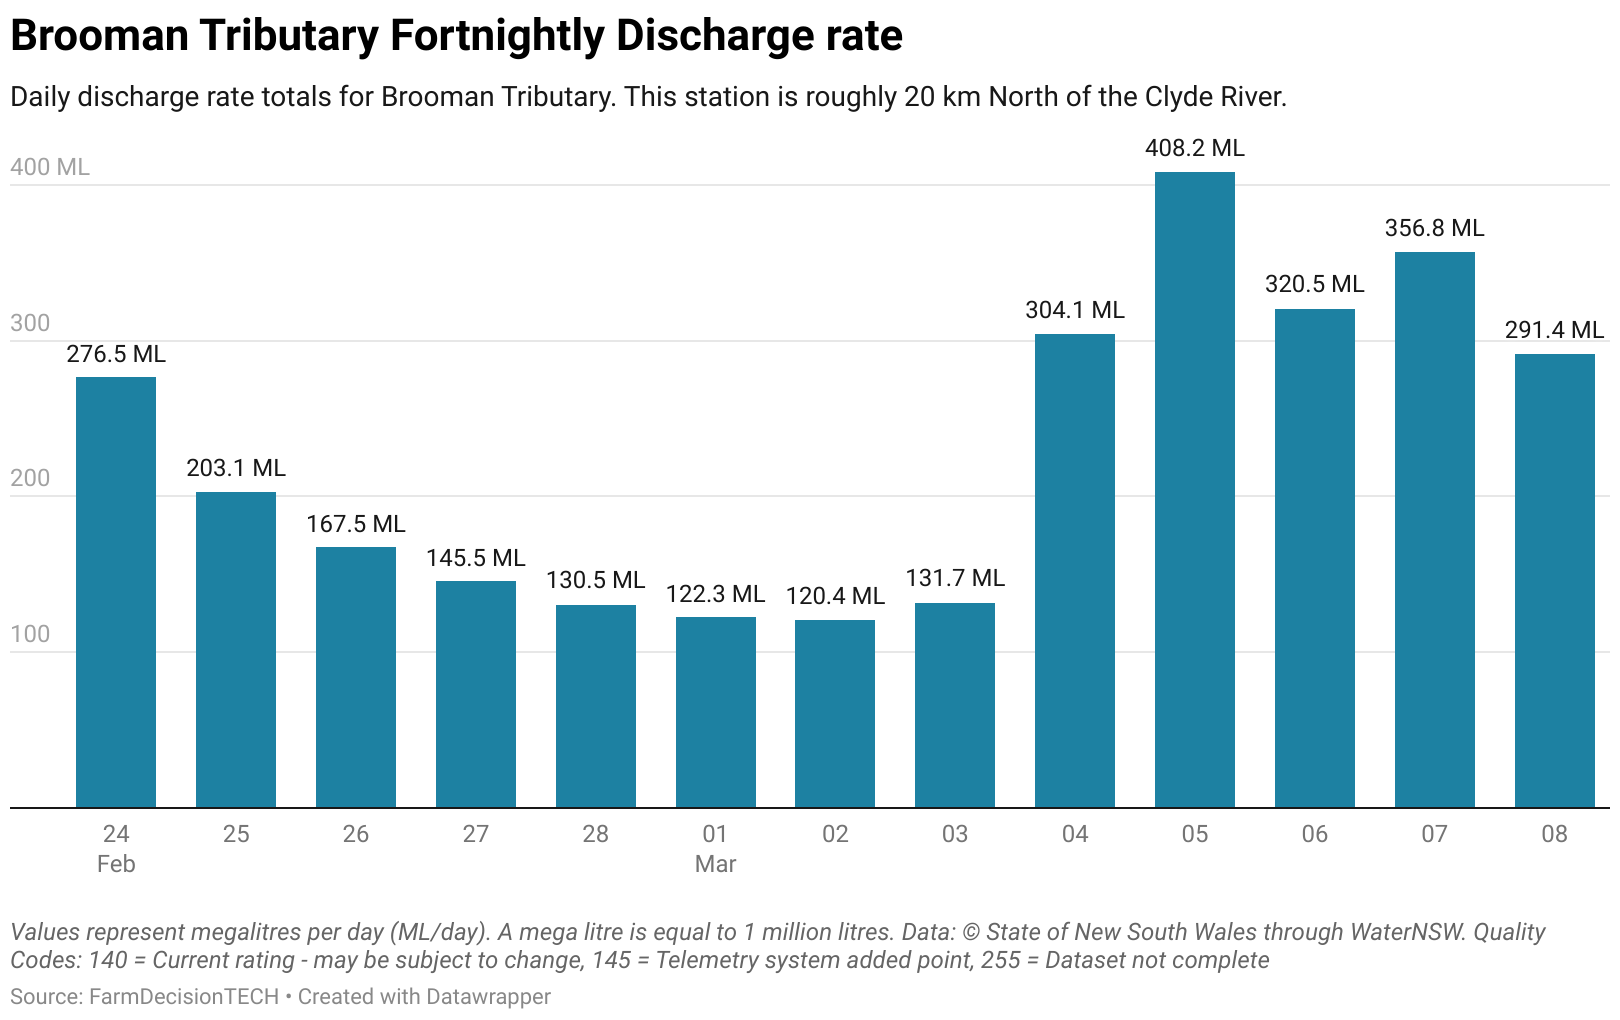 Brooman Tributary Fortnightly Discharge rate
Daily discharge rate totals for Brooman Tributary. This station is roughly 20 km North of the Clyde River.
408.2 ML
400 ML
356.8 ML
320.5 ML
304.1 ML
300
291.4 ML
276.5 ML
203.1 ML
200
167.5 ML
145.5 ML
130.5 ML
122.3 ML
120.4 ML
131.7 ML
100
24 25 26 27 28 01 02 03 04 05 06 07 08
Feb Mar
Values represent megalitres per day (ML/day). A mega litre is equal to 1 million litres. Data: © State of New South Wales through WaterNSW. Quality
Codes: 140 = Current rating - may be subject to change, 145 = Telemetry system added point, 255 = Dataset not complete
Source: FarmDecisionTECH • Created with Datawrapper